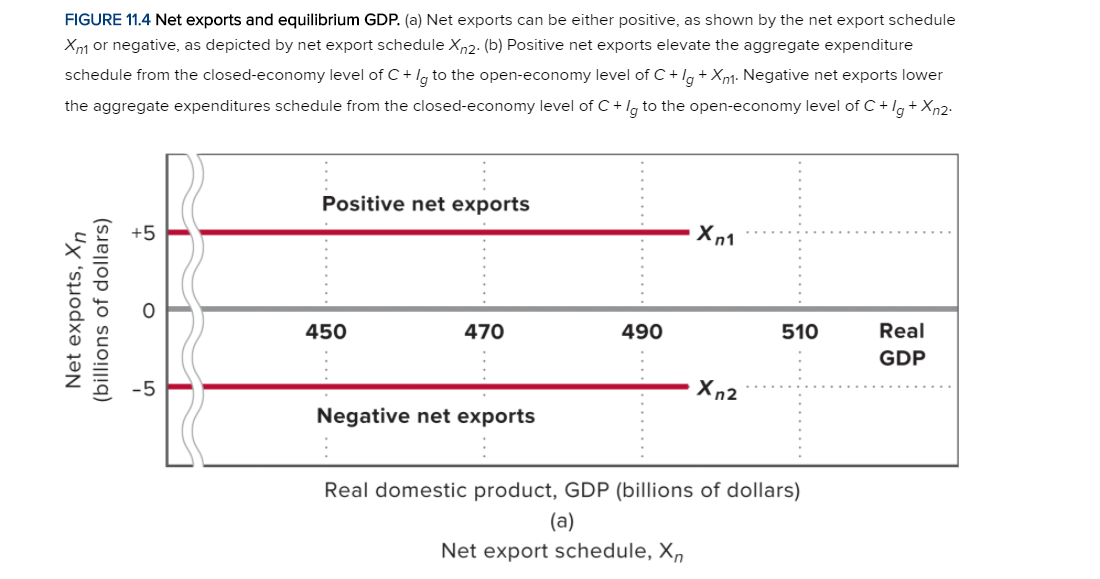 FIGURE 11.4 Net exports and equilibrium GDP. (a) Net exports can be either positive, as shown by the net export schedule
Xn1 or negative, as depicted by net export schedule Xn2. (b) Positive net exports elevate the aggregate expenditure
schedule from the closed-economy level of C + Ig to the open-economy level of C + Ig + Xn1. Negative net exports lower
the aggregate expenditures schedule from the closed-economy level of C + Ig to the open-economy level of C + Ig + Xn2.
Net exports, Xn
(billions of dollars)
Positive net exports
+5
Xn1
0
450 470 490 510 Real
GDP
-5
Xn2
Negative net exports
Real domestic product, GDP (billions of dollars)
(a)
Net export schedule, Xn